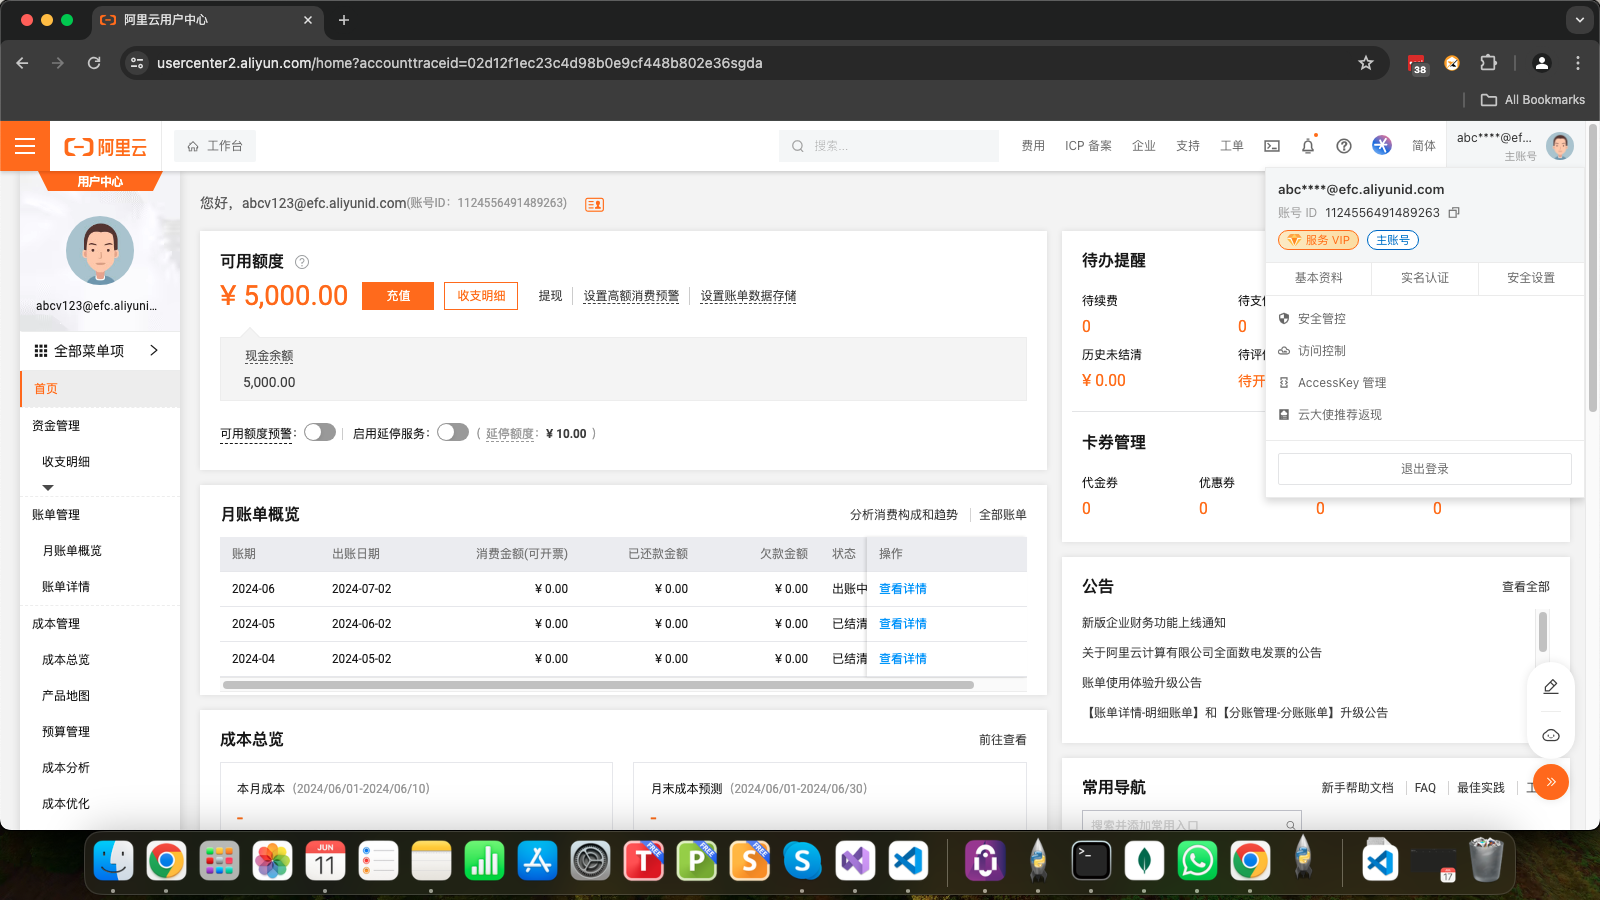 阿里云用户中心
usercenter2.aliyun.com/home?accounttraceid=02d12f1ec23c4d98b0e9cf448b802e36sgda
38
All Bookmarks
阿里云
工作台
搜索...
费用
ICP 备案
企业
支持
工单
简体
abc****@ef...
主账号
用户中心
abcv123@efc.aliyuni...
全部菜单项
首页
资金管理
收支明细
账单管理
月账单概览
账单详情
成本管理
成本总览
产品地图
预算管理
成本分析
成本优化
您好，abcv123@efc.aliyunid.com(账号ID：1124556491489263)
可用额度
¥ 5,000.00 充值 收支明细 提现 设置高额消费预警 设置账单数据存储
现金余额
5,000.00
可用额度预警： 启用延停服务： ( 延停额度： ¥ 10.00 )
月账单概览
分析消费构成和趋势 全部账单
账期 出账日期 消费金额(可开票) 已还款金额 欠款金额 状态 操作
2024-06 2024-07-02 ¥ 0.00 ¥ 0.00 ¥ 0.00 出账中 查看详情
2024-05 2024-06-02 ¥ 0.00 ¥ 0.00 ¥ 0.00 已结清 查看详情
2024-04 2024-05-02 ¥ 0.00 ¥ 0.00 ¥ 0.00 已结清 查看详情
成本总览
前往查看
本月成本 (2024/06/01-2024/06/10)
-
月末成本预测 (2024/06/01-2024/06/30)
-
待办提醒
待续费
0
待支
0
历史未结清
¥ 0.00
待评
待开
卡券管理
代金券
0
优惠券
0
0
0
abc****@efc.aliyunid.com
账号 ID 1124556491489263
服务 VIP
主账号
基本资料
实名认证
安全设置
安全管控
访问控制
AccessKey 管理
云大使推荐返现
退出登录
公告
查看全部
新版企业财务功能上线通知
关于阿里云计算有限公司全面数电发票的公告
账单使用体验升级公告
【账单详情-明细账单】和【分账管理-分账账单】升级公告
常用导航
新手帮助文档 FAQ 最佳实践 工
搜索并添加常用入口
JUN
11
T
FREE
P
FREE
S
FREE
S
17